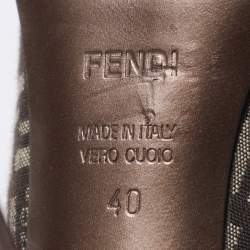 FENDI
MADE IN ITALY
VERO CUOIO
40